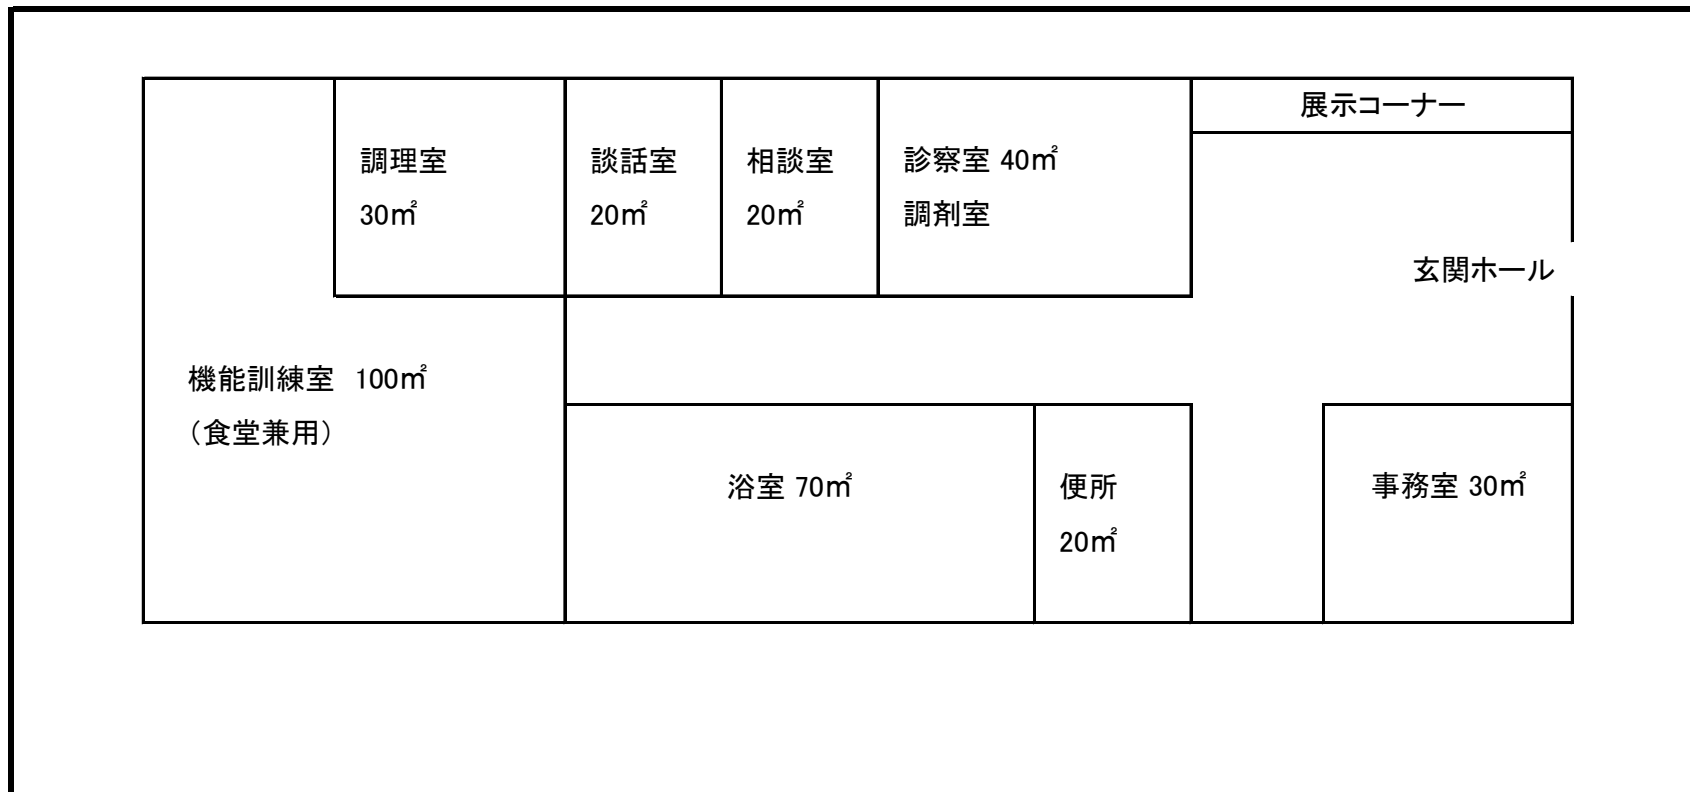 展示コーナー
調理室
30㎡
談話室
20㎡
相談室
20㎡
診察室 40㎡
調剤室
玄関ホール
機能訓練室　100㎡
（食堂兼用）
浴室 70㎡
便所
20㎡
事務室 30㎡